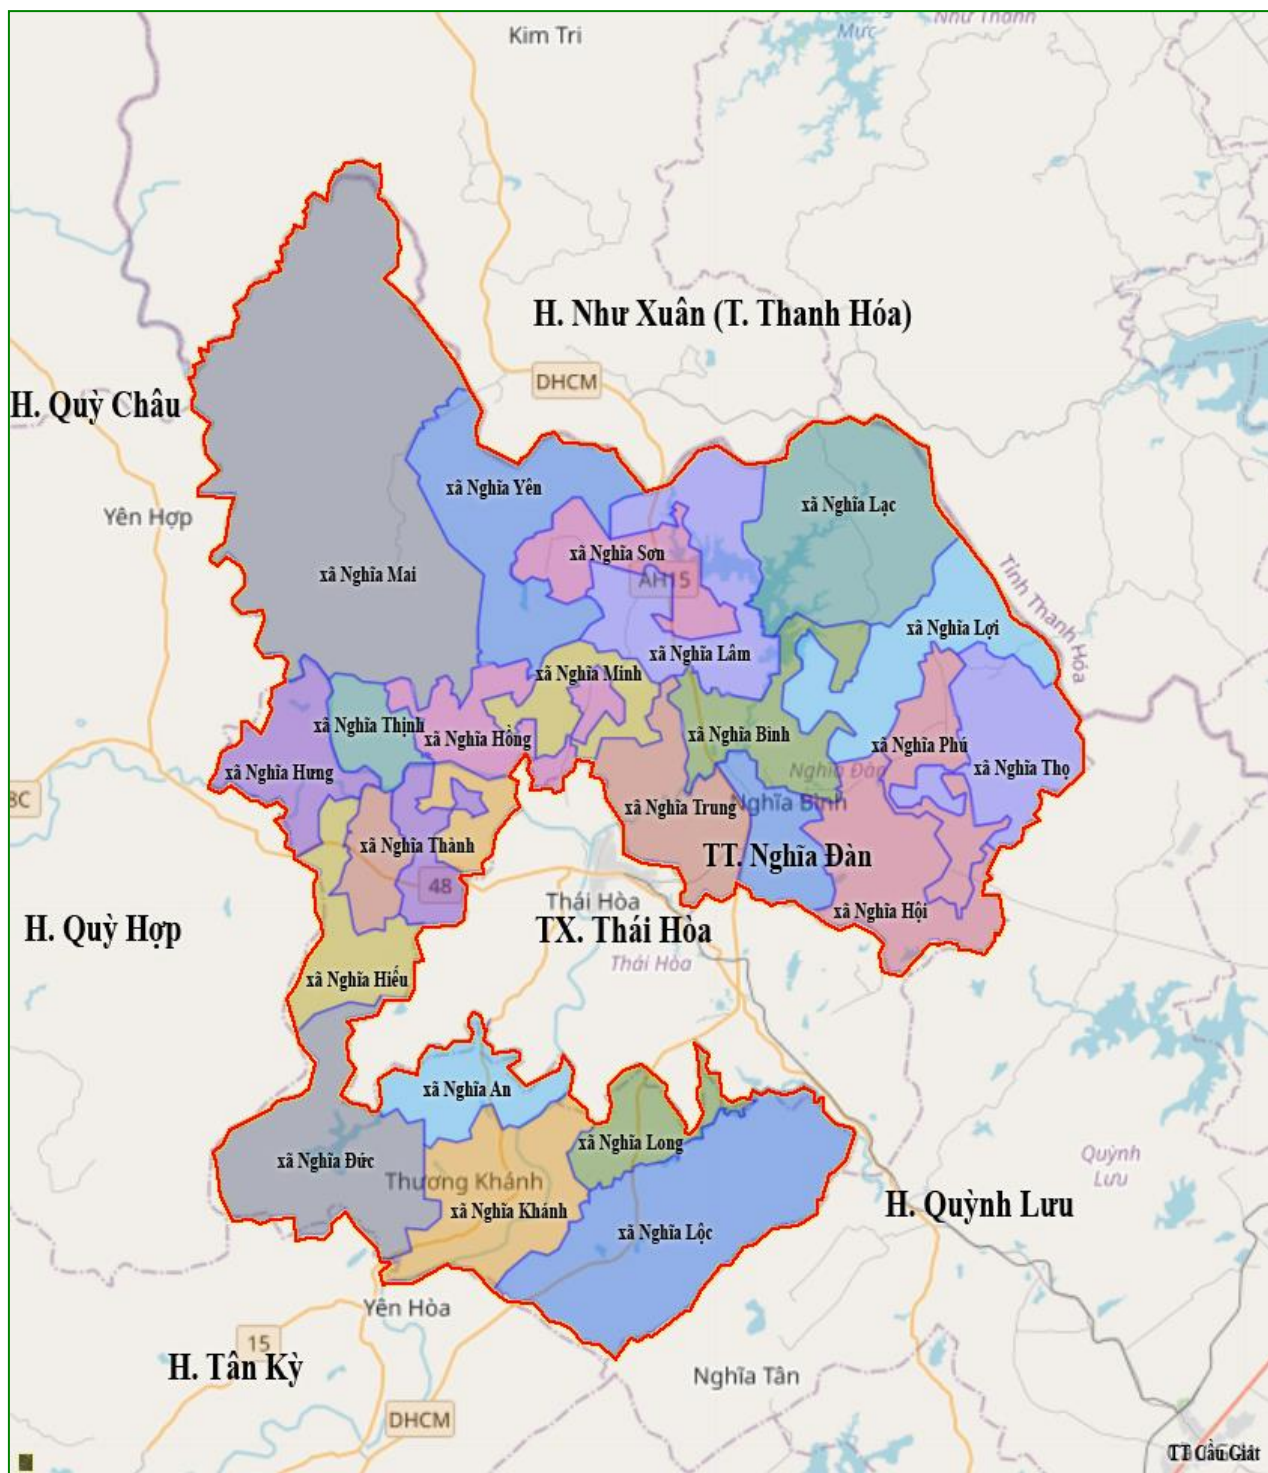 Kim Tri
Như Thanh
Mực
H. Như Xuân (T. Thanh Hóa)
DHCM
H. Quỳ Châu
xã Nghĩa Yên
xã Nghĩa Lạc
Yên Hợp
xã Nghĩa Sơn
xã Nghĩa Mai
AH15
Tỉnh Thanh Hóa
xã Nghĩa Lợi
xã Nghĩa Lâm
xã Nghĩa Minh
xã Nghĩa Thịnh
xã Nghĩa Hồng
xã Nghĩa Bình
xã Nghĩa Phú
xã Nghĩa Hưng
Nghĩa Đàn
xã Nghĩa Thọ
8C
xã Nghĩa Trung
Nghĩa Bình
xã Nghĩa Thành
TT. Nghĩa Đàn
48
Thái Hòa
xã Nghĩa Hội
H. Quỳ Hợp
TX. Thái Hòa
Thái Hòa
xã Nghĩa Hiếu
xã Nghĩa An
xã Nghĩa Long
Quỳnh
Lưu
xã Nghĩa Đức
Thương Khánh
xã Nghĩa Khánh
H. Quỳnh Lưu
xã Nghĩa Lộc
Yên Hòa
15
H. Tân Kỳ
Nghĩa Tân
DHCM
TT Cầu Giát